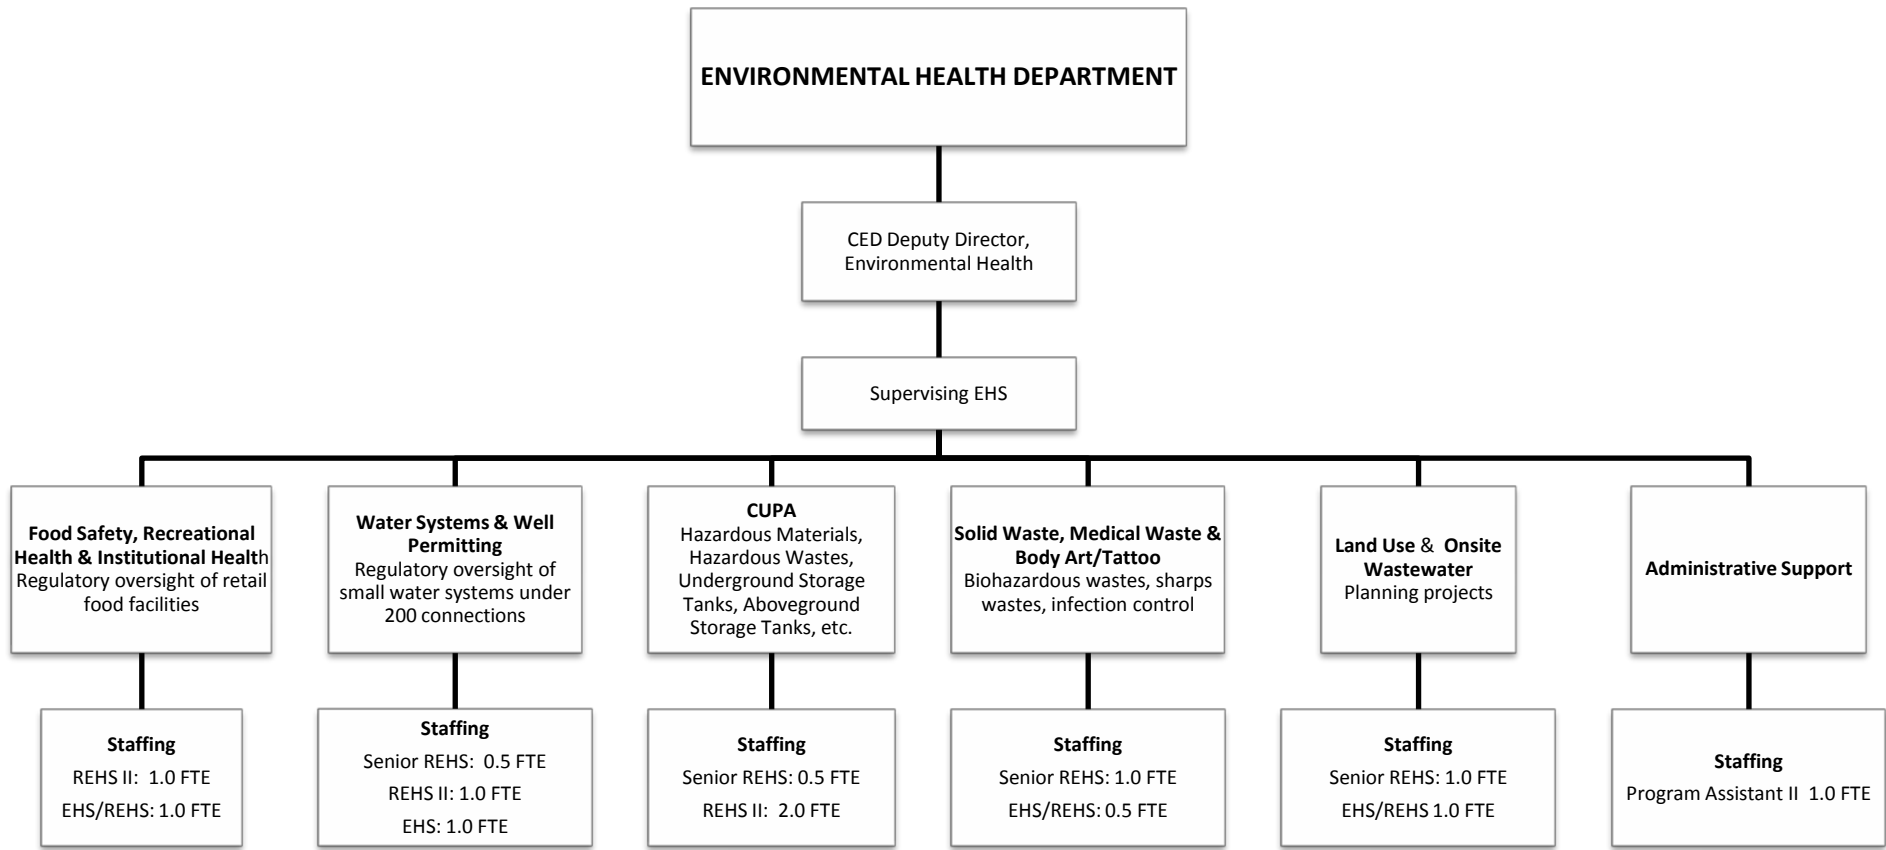 ENVIRONMENTAL HEALTH DEPARTMENT
CED Deputy Director,
Environmental Health
Supervising EHS
Food Safety, Recreational
Health & Institutional Health
Regulatory oversight of retail
food facilities
Water Systems & Well
Permitting
Regulatory oversight of
small water systems under
200 connections
CUPA
Hazardous Materials,
Hazardous Wastes,
Underground Storage
Tanks, Aboveground
Storage Tanks, etc.
Solid Waste, Medical Waste &
Body Art/Tattoo
Biohazardous wastes, sharps
wastes, infection control
Land Use & Onsite
Wastewater
Planning projects
Administrative Support
Staffing
REHS II: 1.0 FTE
EHS/REHS: 1.0 FTE
Staffing
Senior REHS: 0.5 FTE
REHS II: 1.0 FTE
EHS: 1.0 FTE
Staffing
Senior REHS: 0.5 FTE
REHS II: 2.0 FTE
Staffing
Senior REHS: 1.0 FTE
EHS/REHS: 0.5 FTE
Staffing
Senior REHS: 1.0 FTE
EHS/REHS 1.0 FTE
Staffing
Program Assistant II 1.0 FTE